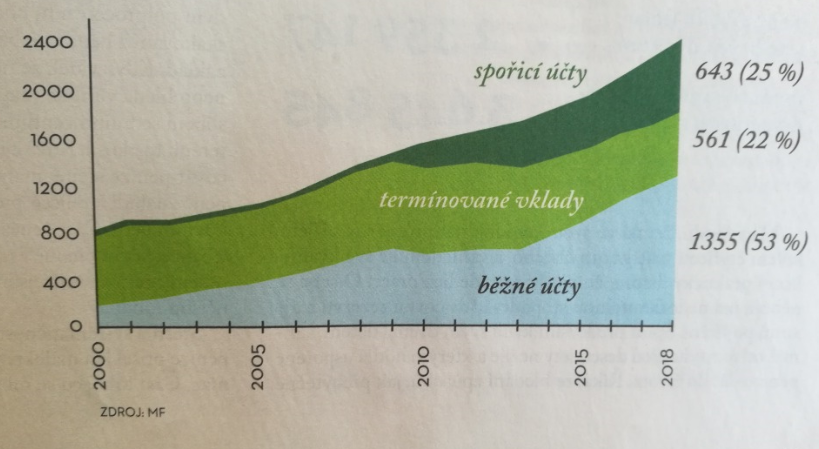 2400
2000
1600
1200
800
400
0
spořicí účty
termínované vklady
běžné účty
643 (25 %)
561 (22 %)
1355 (53 %)
2000
2005
2010
2015
2018
ZDROJ: MF